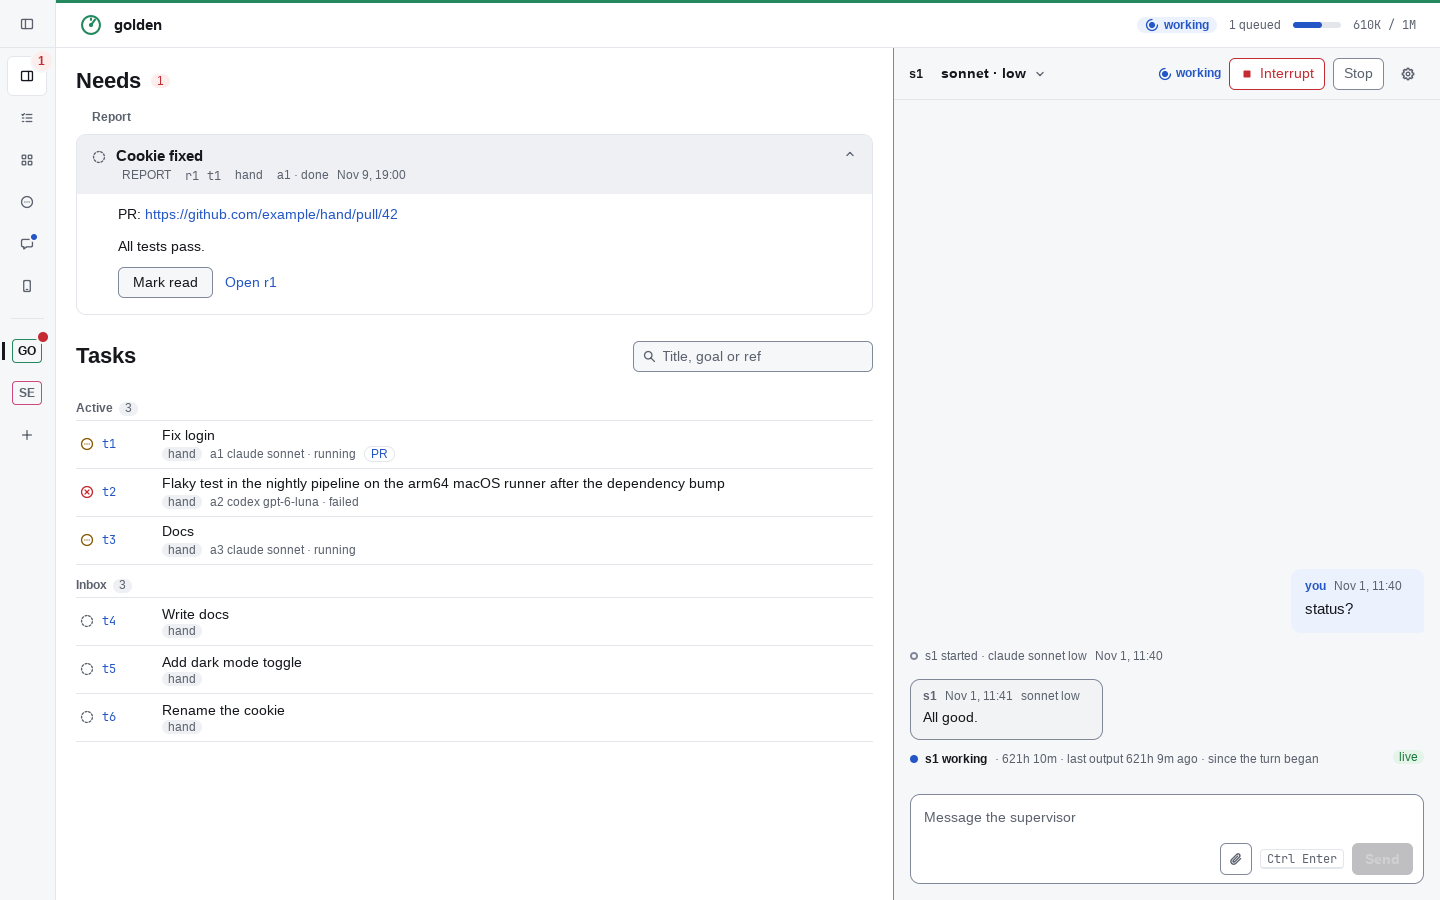 golden
working
1 queued
610K / 1M
1
GO
SE
Needs 1
Report
Cookie fixed
REPORT r1 t1 hand a1 · done Nov 9, 19:00
PR: https://github.com/example/hand/pull/42
All tests pass.
Mark read
Open r1
Tasks
Title, goal or ref
Active 3
t1
Fix login
hand a1 claude sonnet · running PR
t2
Flaky test in the nightly pipeline on the arm64 macOS runner after the dependency bump
hand a2 codex gpt-6-luna · failed
t3
Docs
hand a3 claude sonnet · running
Inbox 3
t4
Write docs
hand
t5
Add dark mode toggle
hand
t6
Rename the cookie
hand
s1 sonnet · low
working
Interrupt
Stop
you Nov 1, 11:40
status?
s1 started · claude sonnet low Nov 1, 11:40
s1 Nov 1, 11:41 sonnet low
All good.
s1 working · 621h 10m · last output 621h 9m ago · since the turn began
live
Message the supervisor
Ctrl Enter
Send